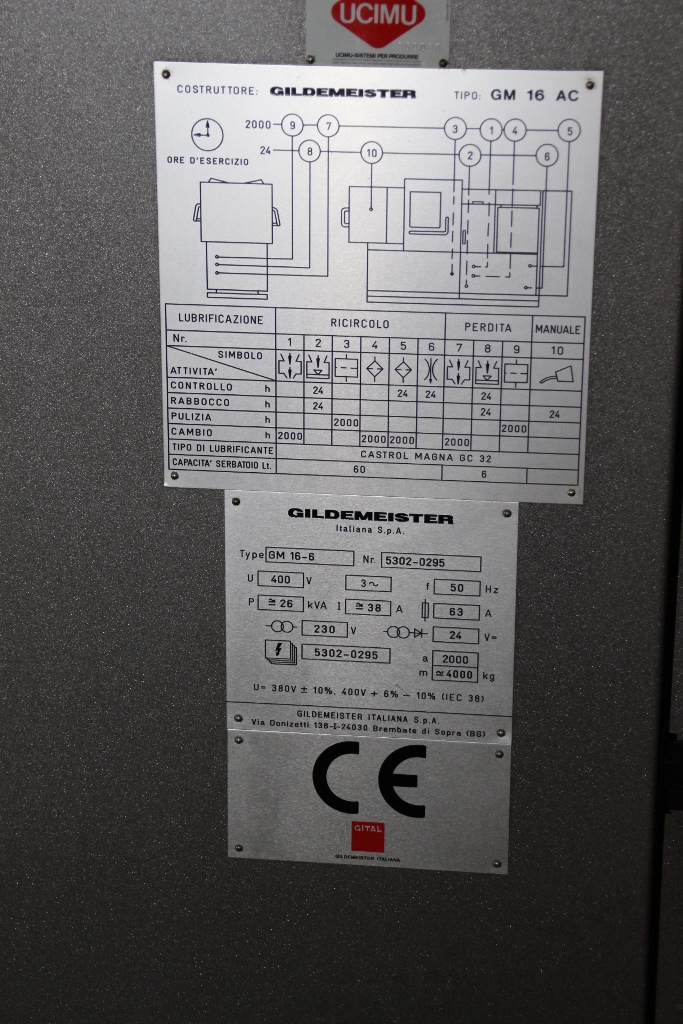 UCIMU
UCIMU-SISTEMI PER PRODURRE
COSTRUTTORE: GILDEMEISTER TIPO: GM 16 AC
2000 9 7 3 1 4 5
24 8 10 2 6
ORE D'ESERCIZIO
LUBRIFICAZIONE RICIRCOLO PERDITA MANUALE
Nr. 1 2 3 4 5 6 7 8 9 10
SIMBOLO
ATTIVITA'
CONTROLLO h 24 24 24 24
RABBOCCO h 24 24 24
PULIZIA h 2000 2000
CAMBIO h 2000 2000 2000 2000
TIPO DI LUBRIFICANTE CASTROL MAGNA GC 32
CAPACITA' SERBATOIO Lt. 60 6
GILDEMEISTER
Italiana S.p.A.
Type GM 16-6 Nr. 5302-0295
U 400 V 3~ f 50 Hz
P ≅ 26 kVA I ≅ 38 A 63 A
230 V 24 V=
5302-0295 a 2000
m ≅4000 kg
U= 380V ± 10%, 400V + 6% - 10% (IEC 38)
GILDEMEISTER ITALIANA S.p.A.
Via Donizetti 138-I-24030 Brembate di Sopra (BG)
CE
GITAL
GILDEMEISTER ITALIANA